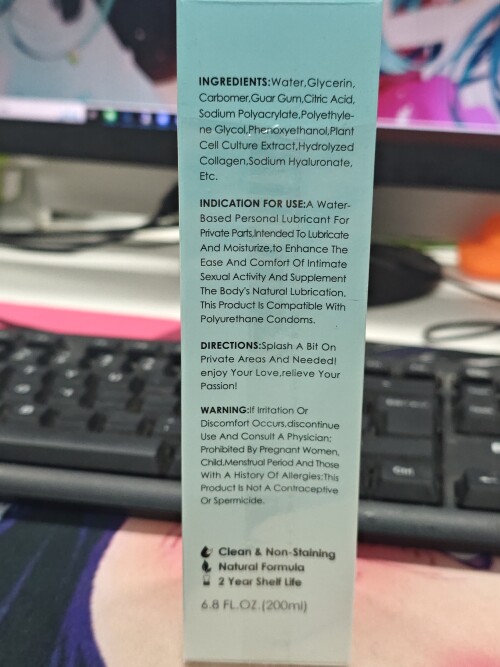 INGREDIENTS:Water,Glycerin,
Carbomer,Guar Gum,Citric Acid,
Sodium Polyacrylate,Polyethyle-
ne Glycol,Phenoxyethanol,Plant
Cell Culture Extract,Hydrolyzed
Collagen,Sodium Hyaluronate,
Etc.
INDICATION FOR USE:A Water-
Based Personal Lubricant For
Private Parts,Intended To Lubricate
And Moisturize,to Enhance The
Ease And Comfort Of Intimate
Sexual Activity And Supplement
The Body's Natural Lubrication.
This Product Is Compatible With
Polyurethane Condoms.
DIRECTIONS:Splash A Bit On
Private Areas And Needed!
enjoy Your Love,relieve Your
Passion!
WARNING:If Irritation Or
Discomfort Occurs,discontinue
Use And Consult A Physician;
Prohibited By Pregnant Women,
Child,Menstrual Period And Those
With A History Of Allergies;This
Product Is Not A Contraceptive
Or Spermicide.
Clean & Non-Staining
Natural Formula
2 Year Shelf Life
6.8 FL.OZ.(200ml)
Ctrl